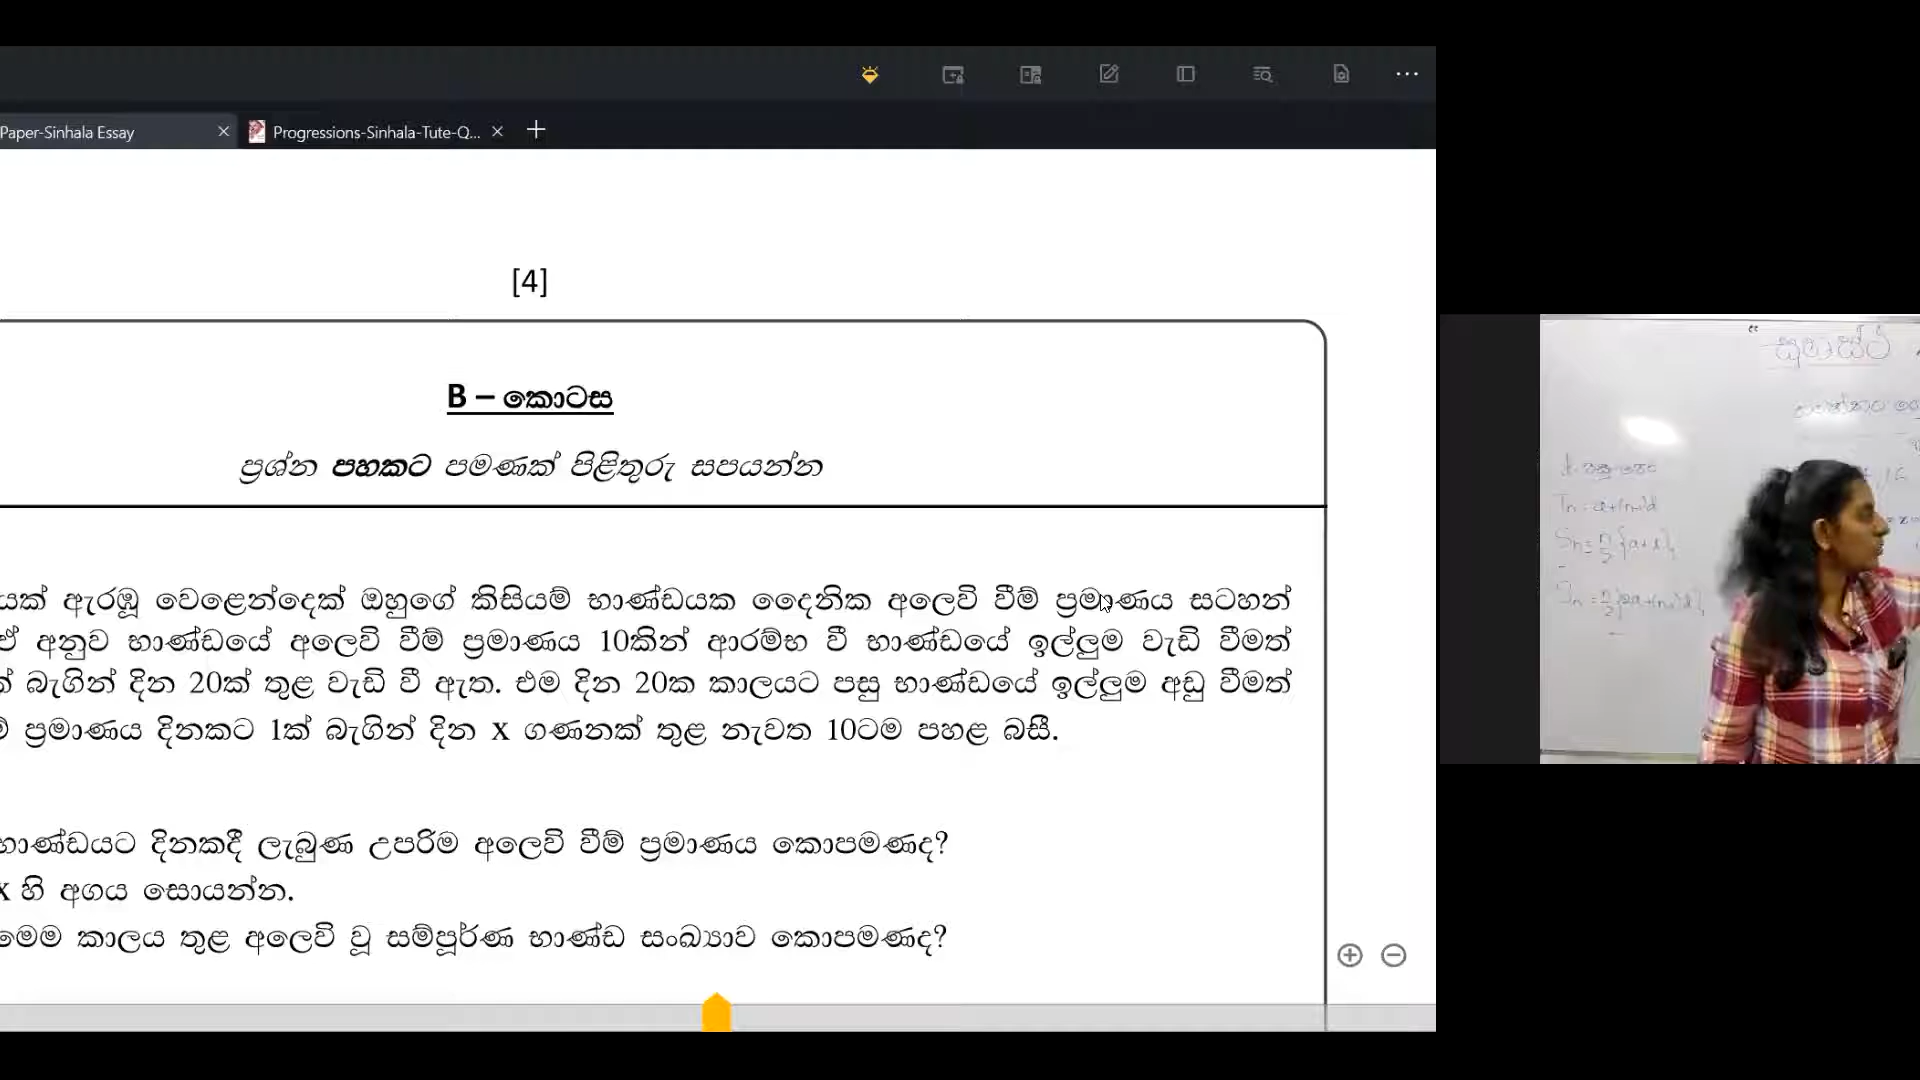 Paper-Sinhala Essay
Progressions-Sinhala-Tute-Q...
[4]
B – කොටස
ප්‍රශ්න පහකට පමණක් පිළිතුරු සපයන්න
යක් ඇරඹූ වෙළෙන්දෙක් ඔහුගේ කිසියම් භාණ්ඩයක දෛනික අලෙවි වීම් ප්‍රමාණය සටහන්
ඒ අනුව භාණ්ඩයේ අලෙවි වීම් ප්‍රමාණය 10කින් ආරම්භ වී භාණ්ඩයේ ඉල්ලුම වැඩි වීමත්
බැගින් දින 20ක් තුළ වැඩි වී ඇත. එම දින 20ක කාලයට පසු භාණ්ඩයේ ඉල්ලුම අඩු වීමත්
ප්‍රමාණය දිනකට 1ක් බැගින් දින x ගණනක් තුළ නැවත 10ටම පහළ බසී.
භාණ්ඩයට දිනකදී ලැබුණ උපරිම අලෙවි වීම් ප්‍රමාණය කොපමණද?
x හි අගය සොයන්න.
මෙම කාලය තුළ අලෙවි වූ සම්පූර්ණ භාණ්ඩ සංඛ්‍යාව කොපමණද?